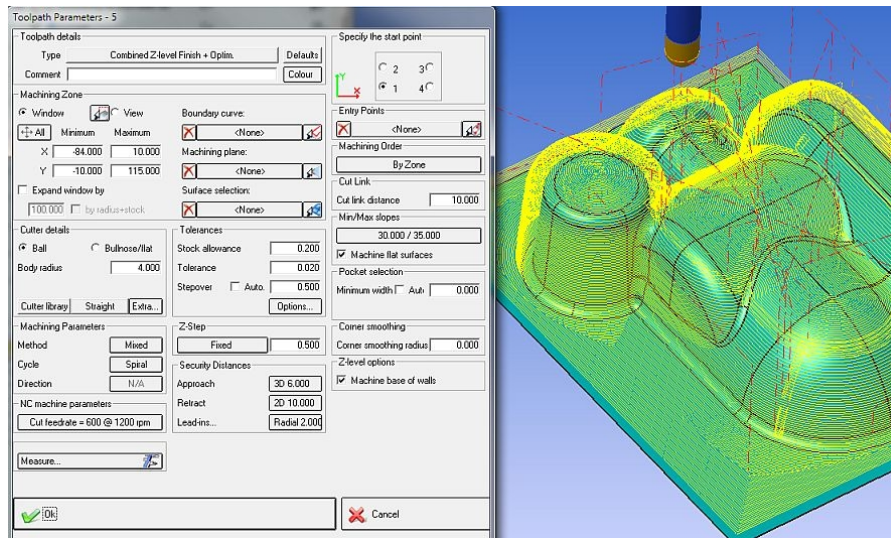 Toolpath Parameters - 5
Toolpath details
Type Combined Z-level Finish + Optim. Defaults
Comment Colour
Machining Zone
Window View
All Minimum Maximum
X -84.000 10.000
Y -10.000 115.000
Expand window by
100.000 by radius+stock
Boundary curve:
<None>
Machining plane:
<None>
Surface selection:
<None>
Cutter details
Ball Bullnose/flat
Body radius 4.000
Cutter library Straight Extra...
Tolerances
Stock allowance 0.200
Tolerance 0.020
Stepover Auto. 0.500
Options...
Machining Parameters
Method Mixed
Cycle Spiral
Direction N/A
Z-Step
Fixed 0.500
Security Distances
Approach 3D 6.000
Retract 2D 10.000
Lead-ins... Radial 2.000
NC machine parameters
Cut feedrate = 600 @ 1200 rpm
Measure...
Specify the start point
Y
X
2 3
1 4
Entry Points
<None>
Machining Order
By Zone
Cut Link
Cut link distance 10.000
Min/Max slopes
30.000 / 35.000
Machine flat surfaces
Pocket selection
Minimum width Aut 0.000
Corner smoothing
Corner smoothing radius 0.000
Z-level options
Machine base of walls
Ok
Cancel